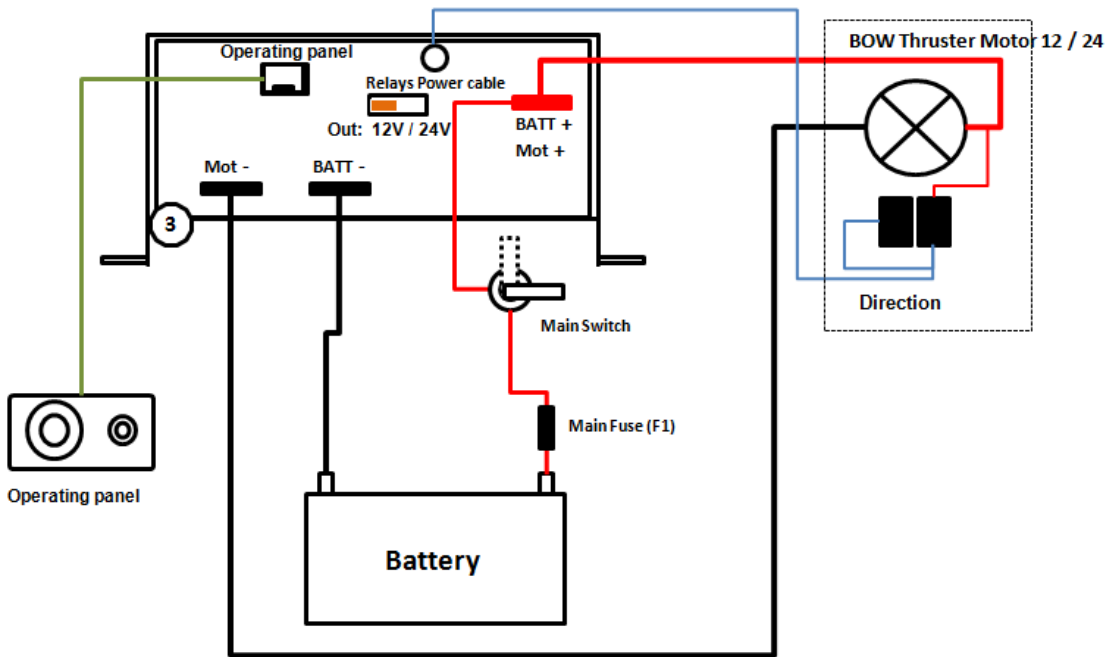 BOW Thruster Motor 12 / 24
Operating panel
Relays Power cable
Out: 12V / 24V
BATT +
Mot +
Mot -
BATT -
3
Direction
Main Switch
Main Fuse (F1)
Operating panel
Battery